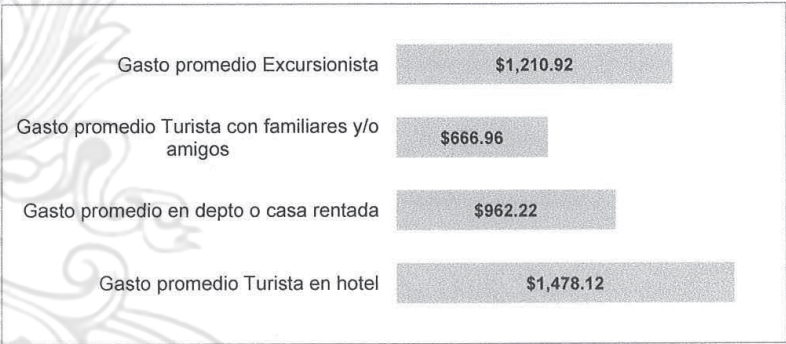 Gasto promedio Excursionista $1,210.92
Gasto promedio Turista con familiares y/o
amigos $666.96
Gasto promedio en depto o casa rentada $962.22
Gasto promedio Turista en hotel $1,478.12